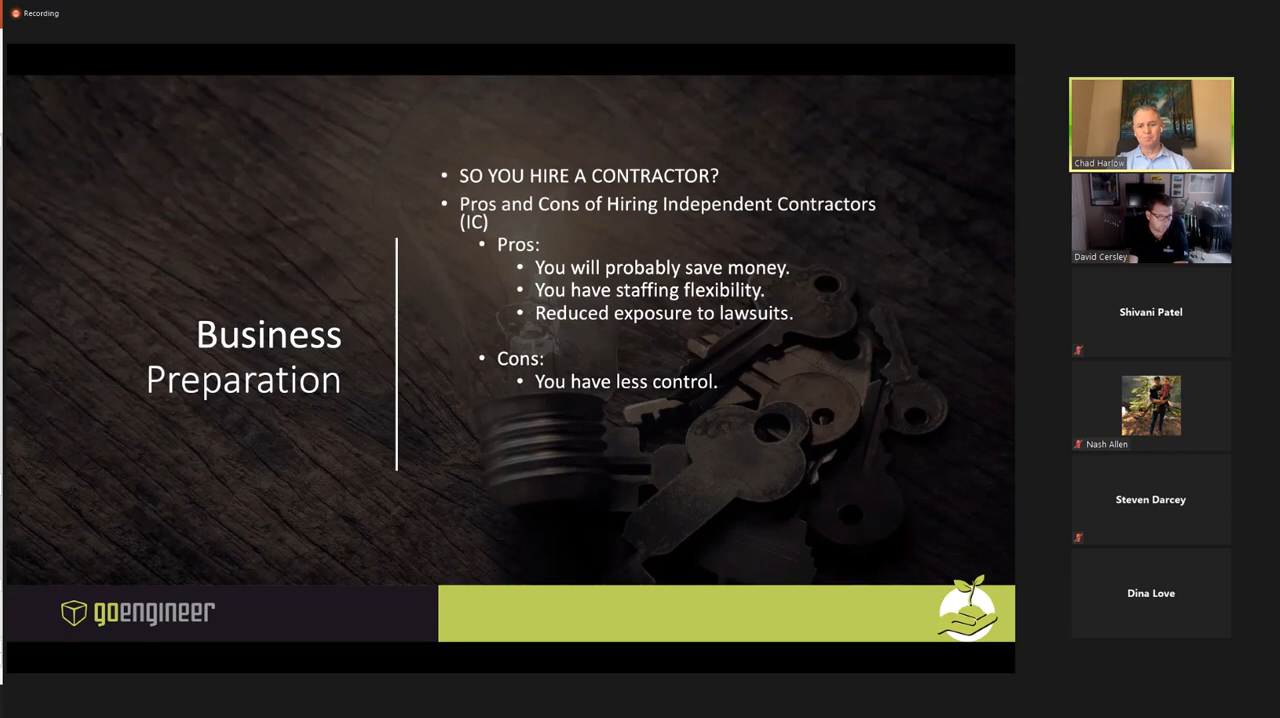 Recording
• SO YOU HIRE A CONTRACTOR?
• Pros and Cons of Hiring Independent Contractors
(IC)
• Pros:
• You will probably save money.
• You have staffing flexibility.
• Reduced exposure to lawsuits.
• Cons:
• You have less control.
Business
Preparation
goengineer
Chad Harlow
David Cersley
Shivani Patel
Nash Allen
Steven Darcey
Dina Love